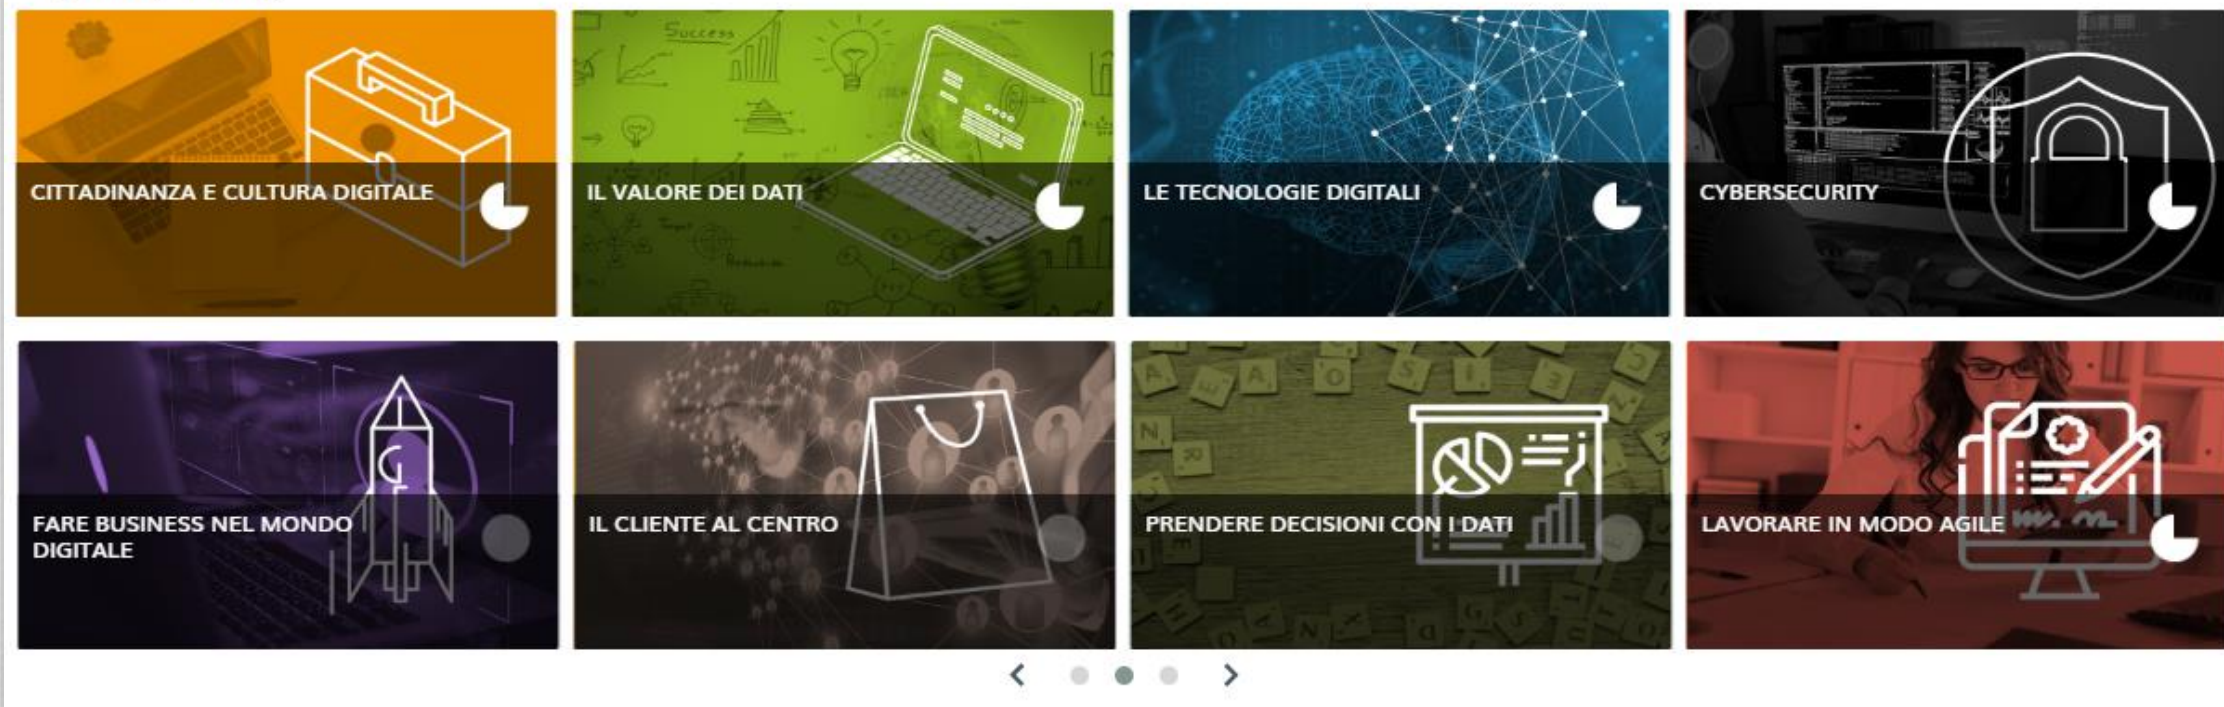 Success
CITTADINANZA E CULTURA DIGITALE
IL VALORE DEI DATI
LE TECNOLOGIE DIGITALI
CYBERSECURITY
FARE BUSINESS NEL MONDO
DIGITALE
IL CLIENTE AL CENTRO
PRENDERE DECISIONI CON I DATI
LAVORARE IN MODO AGILE